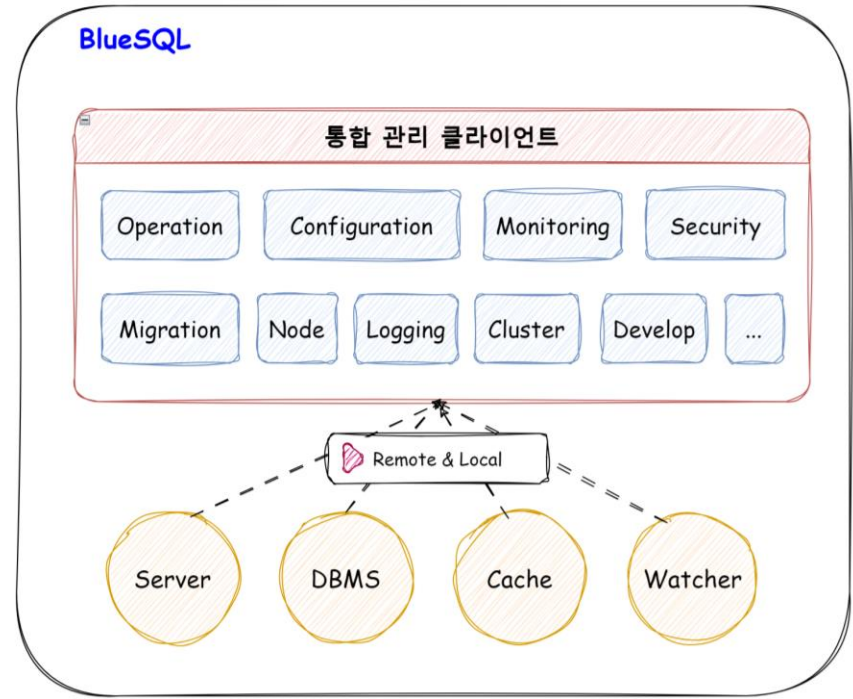 BlueSQL
통합 관리 클라이언트
Operation Configuration Monitoring Security
Migration Node Logging Cluster Develop ...
Remote & Local
Server DBMS Cache Watcher